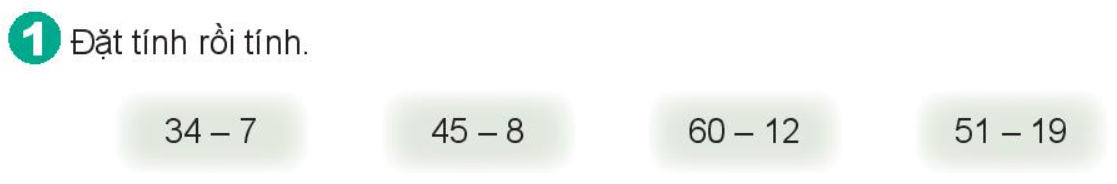 1 Đặt tính rồi tính.
34 – 7 45 – 8 60 – 12 51 – 19